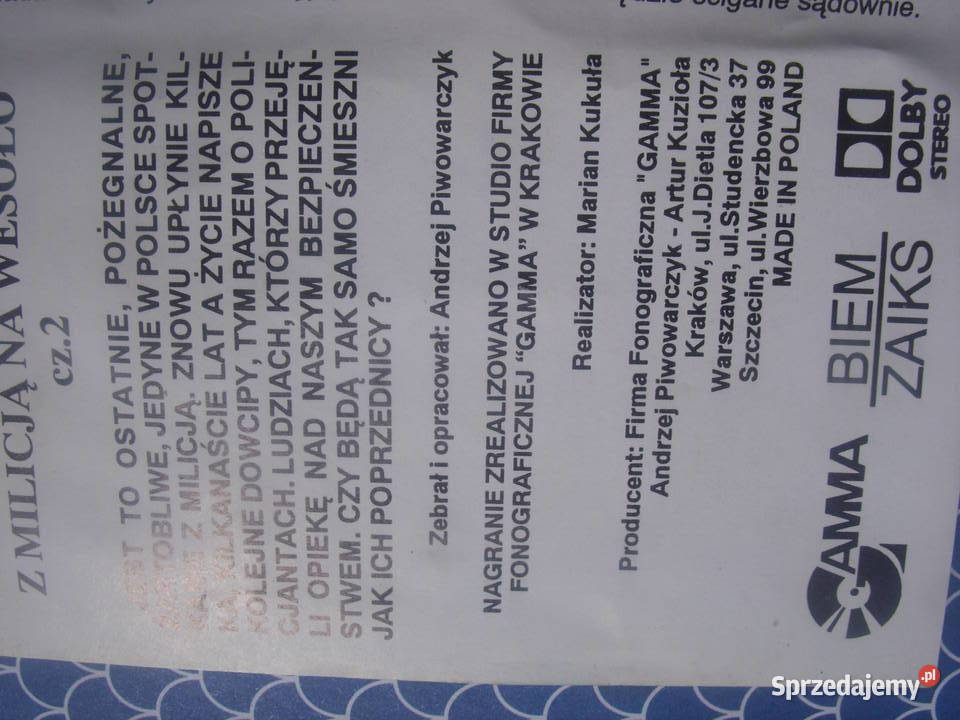 ścigane sądownie.
Z MILICJĄ NA WESOŁO
cz.2
JEST TO OSTATNIE, POŻEGNALNE,
ŻARTOBLIWE, JEDYNE W POLSCE SPOT-
KANIE Z MILICJĄ. ZNOWU UPŁYNIE KIL-
KA, KILKANAŚCIE LAT A ŻYCIE NAPISZE
KOLEJNE DOWCIPY, TYM RAZEM O POLI-
CJANTACH. LUDZIACH, KTÓRZY PRZEJĘ-
LI OPIEKĘ NAD NASZYM BEZPIECZEŃ-
STWEM. CZY BĘDĄ TAK SAMO ŚMIESZNI
JAK ICH POPRZEDNICY ?
Zebrał i opracował: Andrzej Piwowarczyk
NAGRANIE ZREALIZOWANO W STUDIO FIRMY
FONOGRAFICZNEJ “GAMMA” W KRAKOWIE
Realizator: Marian Kukuła
Producent: Firma Fonograficzna "GAMMA"
Andrzej Piwowarczyk - Artur Kuzioła
Kraków, ul.J.Dietla 107/3
Warszawa, ul.Studencka 37
Szczecin, ul.Wierzbowa 99
MADE IN POLAND
GAMMA
BIEM
ZAIKS
DOLBY
STEREO
Sprzedajemy.pl